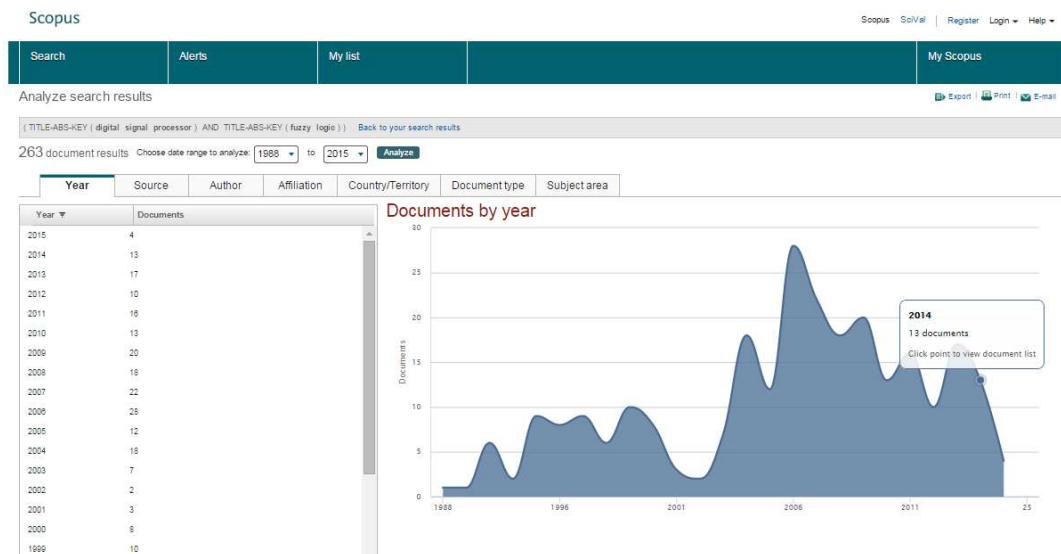 Scopus
Scopus SciVal Register Login Help
Search Alerts My list My Scopus
Analyze search results
Export Print E-mail
( TITLE-ABS-KEY ( digital signal processor ) AND TITLE-ABS-KEY ( fuzzy logic ) ) Back to your search results
263 document results Choose date range to analyze: 1988 to 2015 Analyze
Year Source Author Affiliation Country/Territory Document type Subject area
Year Documents
2015 4
2014 13
2013 17
2012 10
2011 16
2010 13
2009 20
2008 18
2007 22
2006 28
2005 12
2004 18
2003 7
2002 2
2001 3
2000 8
1999 10
Documents by year
30
25
20
15
10
5
0
Documents
2014
13 documents
Click point to view document list
1988 1996 2001 2006 2011 25